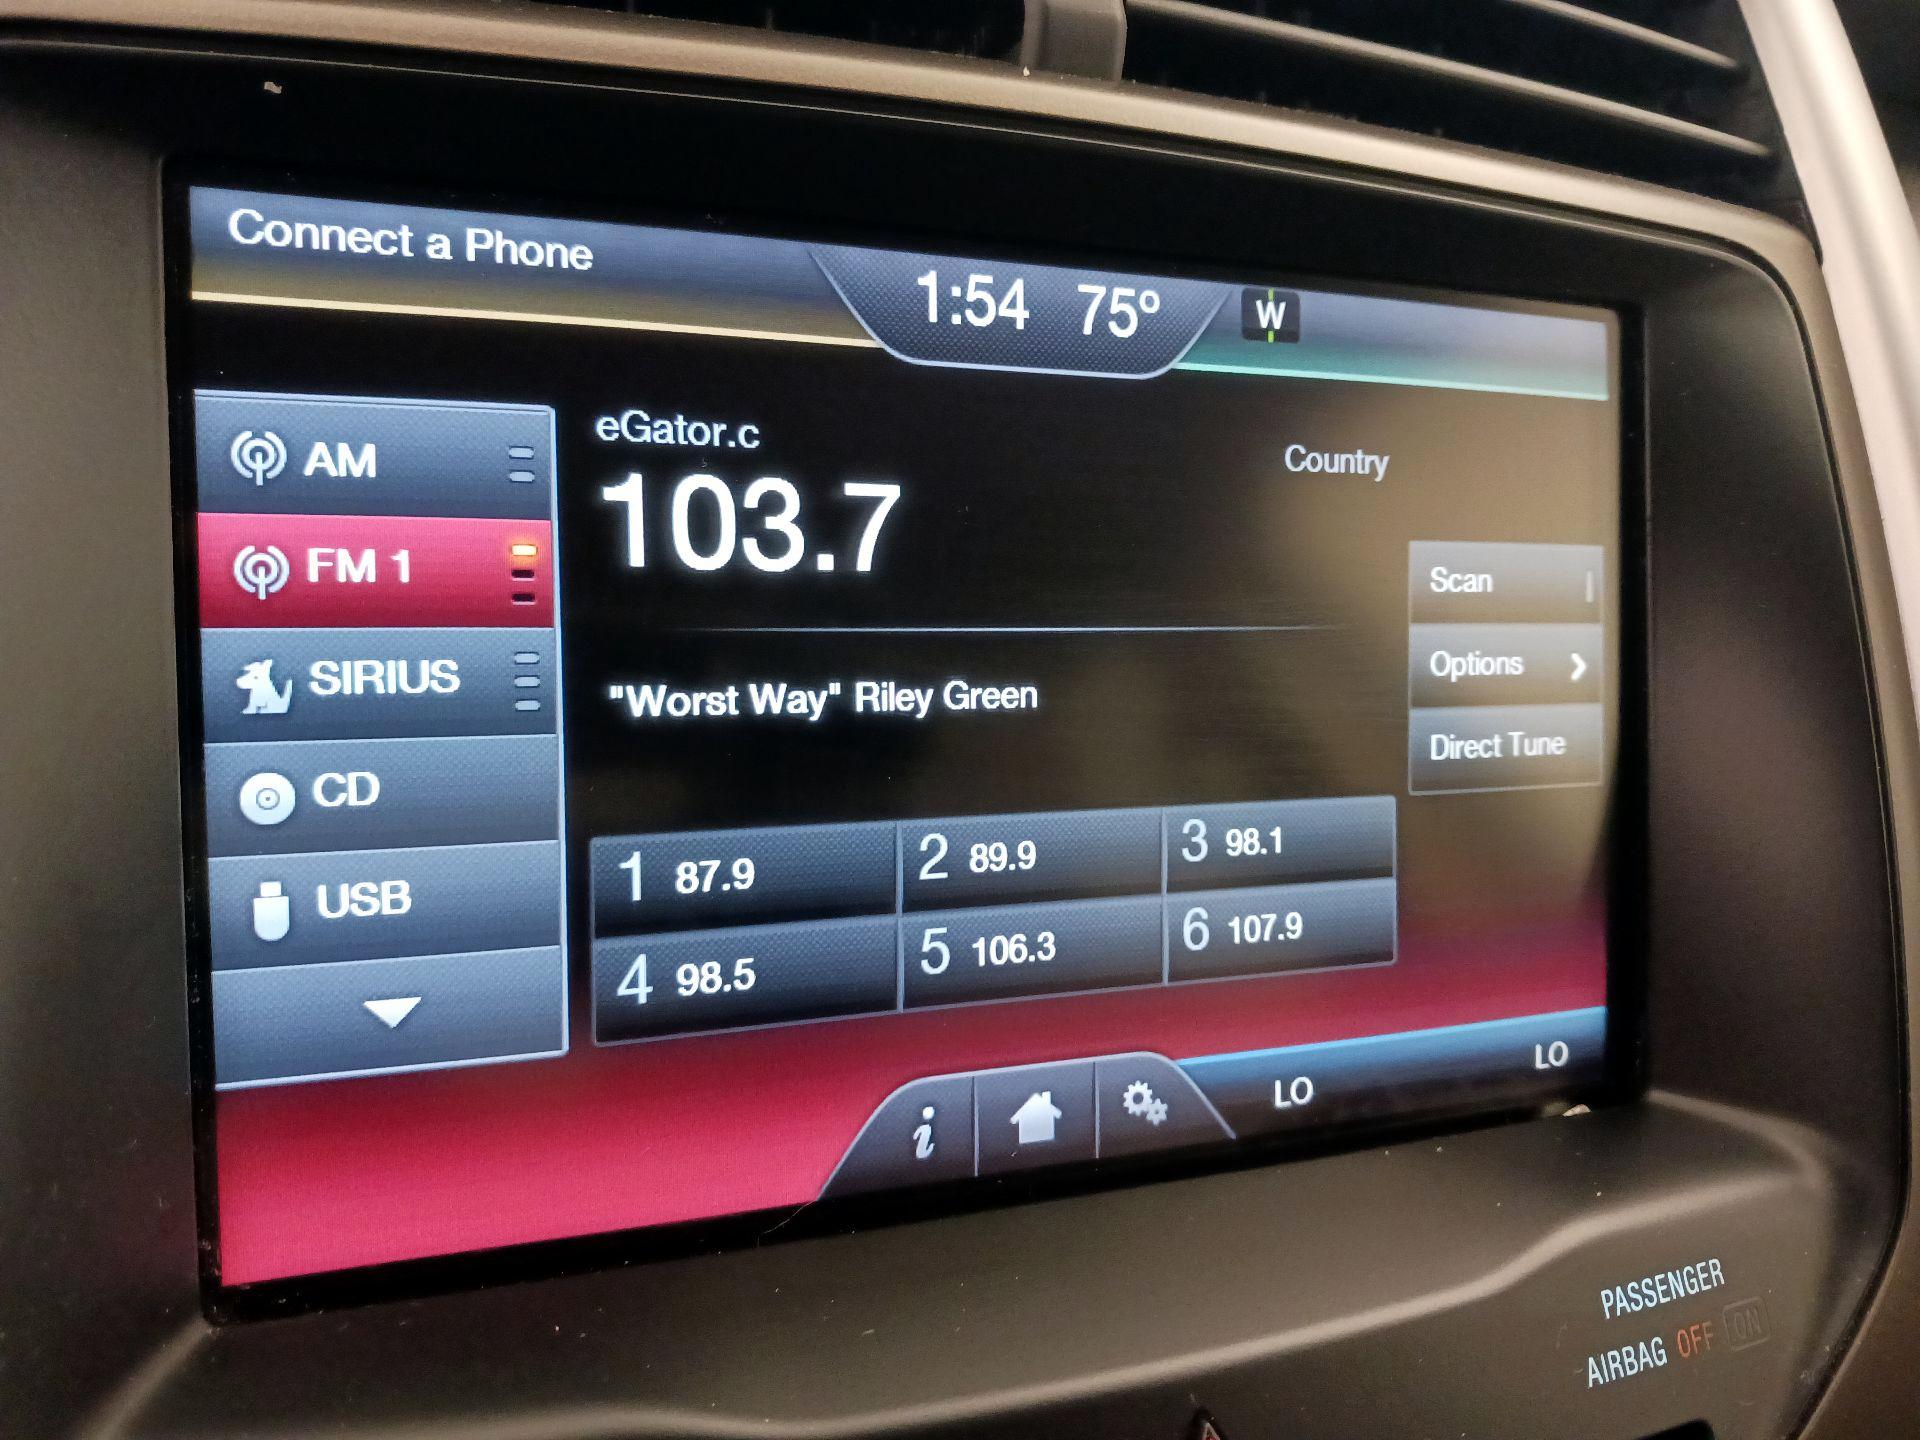 Connect a Phone
1:54 75º W
AM
FM 1
SIRIUS
CD
USB
eGator.c
103.7
Country
"Worst Way" Riley Green
Scan
Options
Direct Tune
1 87.9
2 89.9
3 98.1
4 98.5
5 106.3
6 107.9
i
LO
LO
PASSENGER
AIRBAG OFF ON